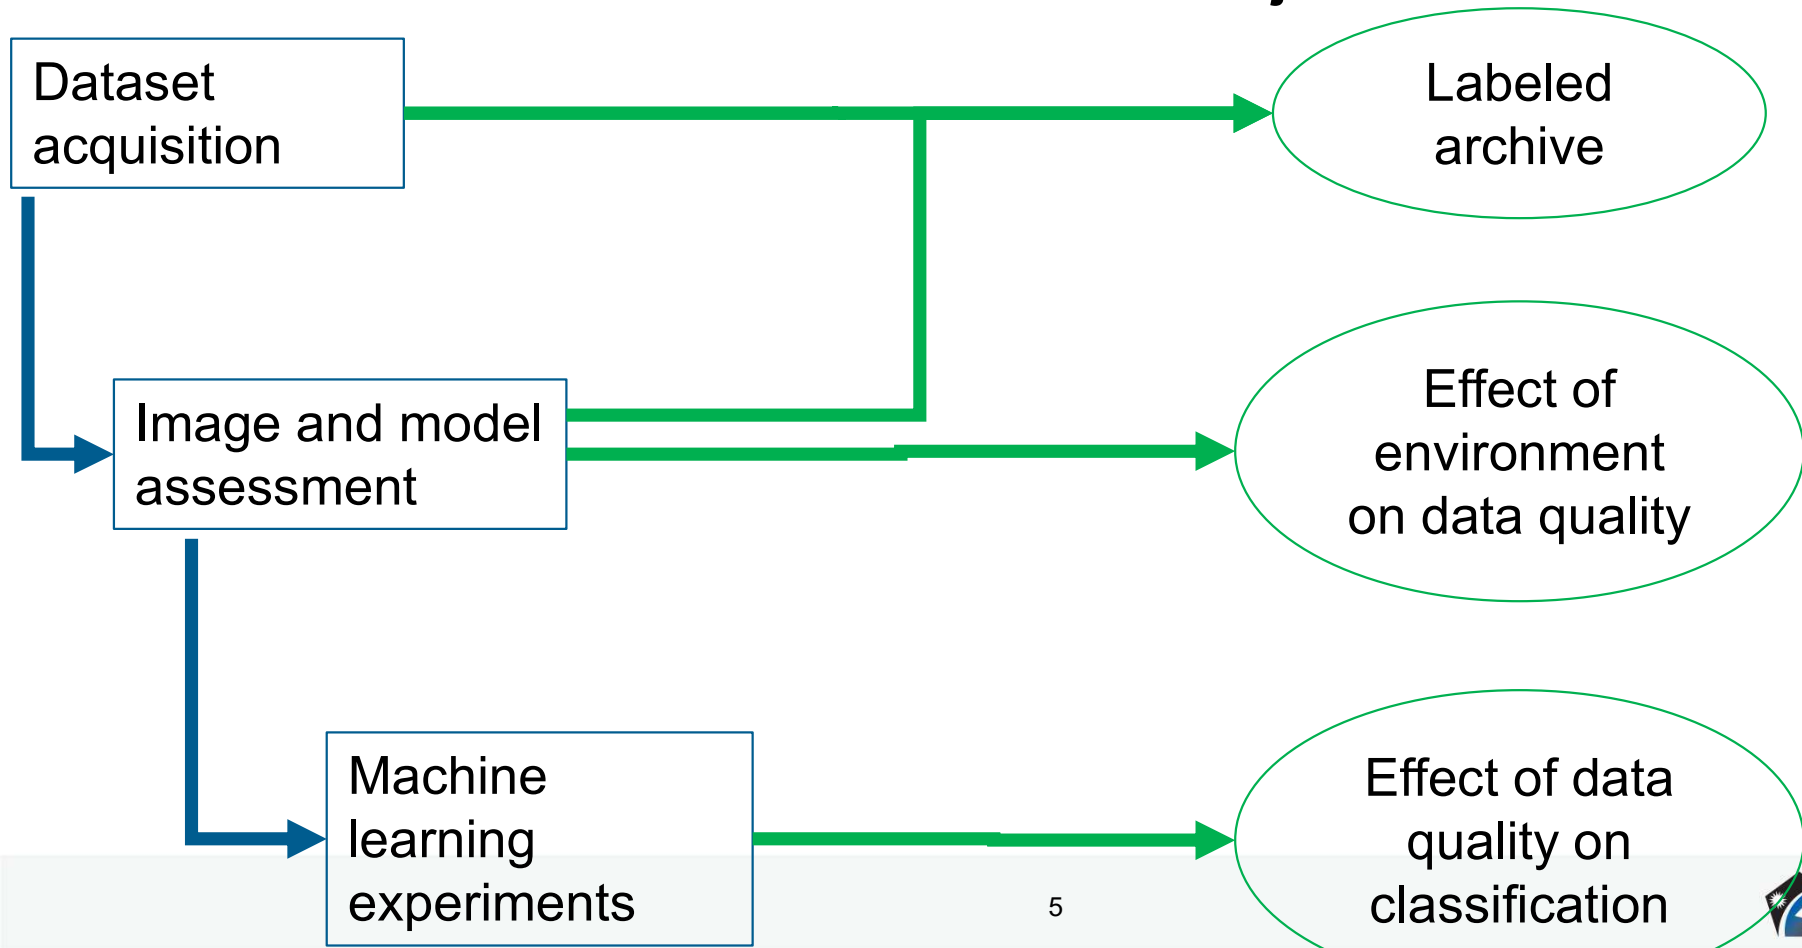 Dataset
acquisition
Labeled
archive
Image and model
assessment
Effect of
environment
on data quality
Machine
learning
experiments
Effect of data
quality on
classification
5